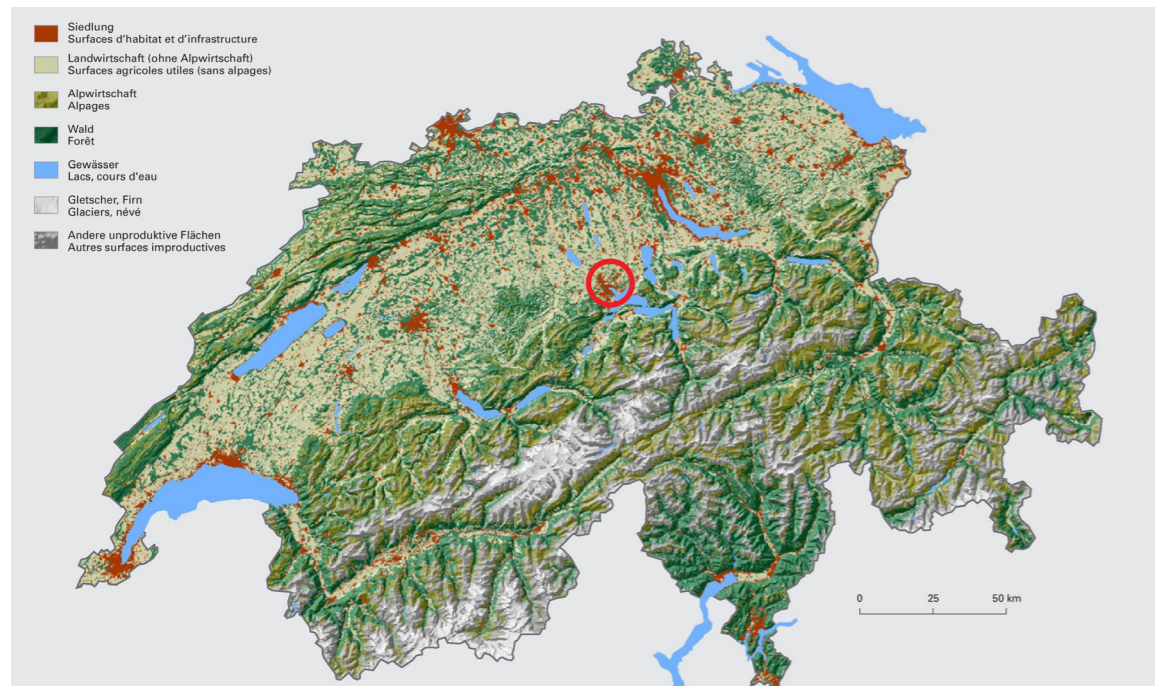 Siedlung
Surfaces d'habitat et d'infrastructure
Landwirtschaft (ohne Alpwirtschaft)
Surfaces agricoles utiles (sans alpages)
Alpwirtschaft
Alpages
Wald
Forêt
Gewässer
Lacs, cours d'eau
Gletscher, Firn
Glaciers, névé
Andere unproduktive Flächen
Autres surfaces improductives
0 25 50 km